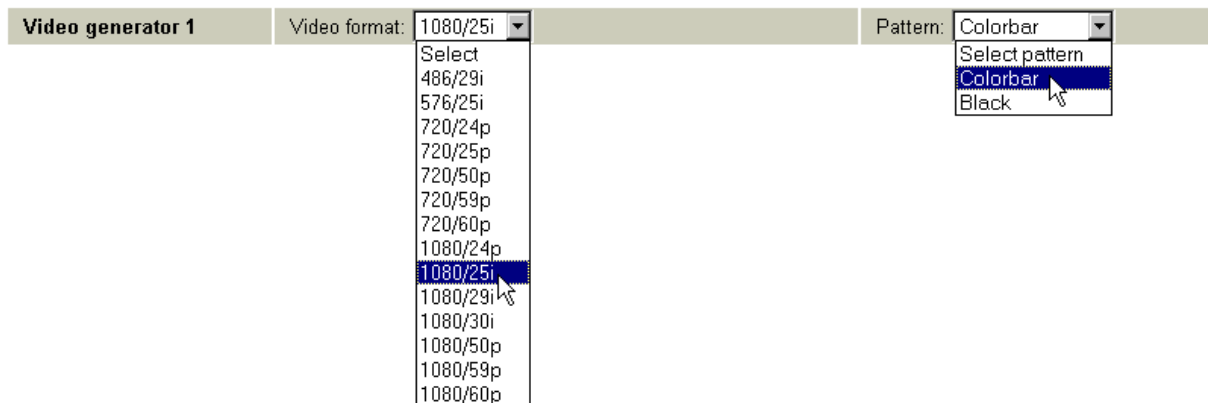 Video generator 1 Video format: 1080/25i Pattern: Colorbar
Select
486/29i
576/25i
720/24p
720/25p
720/50p
720/59p
720/60p
1080/24p
1080/25i
1080/29i
1080/30i
1080/50p
1080/59p
1080/60p
Select pattern
Colorbar
Black